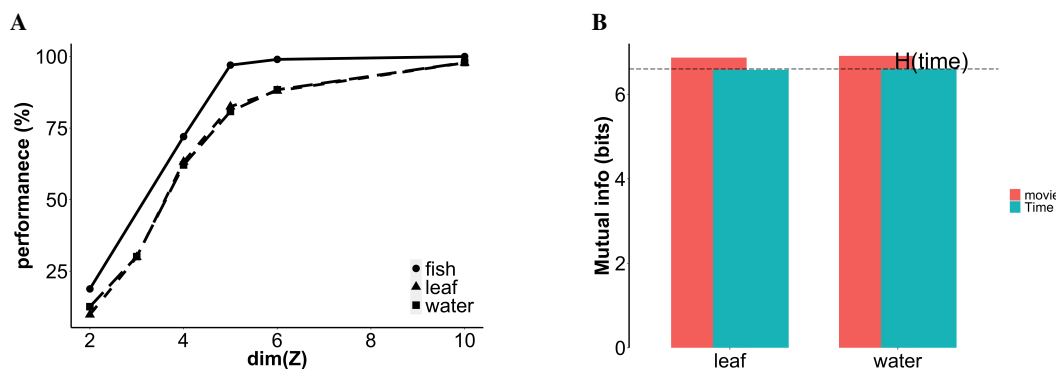 A
performanece (%)
100
75
50
25
2
4
6
8
10
dim(Z)
fish
leaf
water
B
Mutual info (bits)
6
4
2
0
H(time)
leaf
water
movie
Time